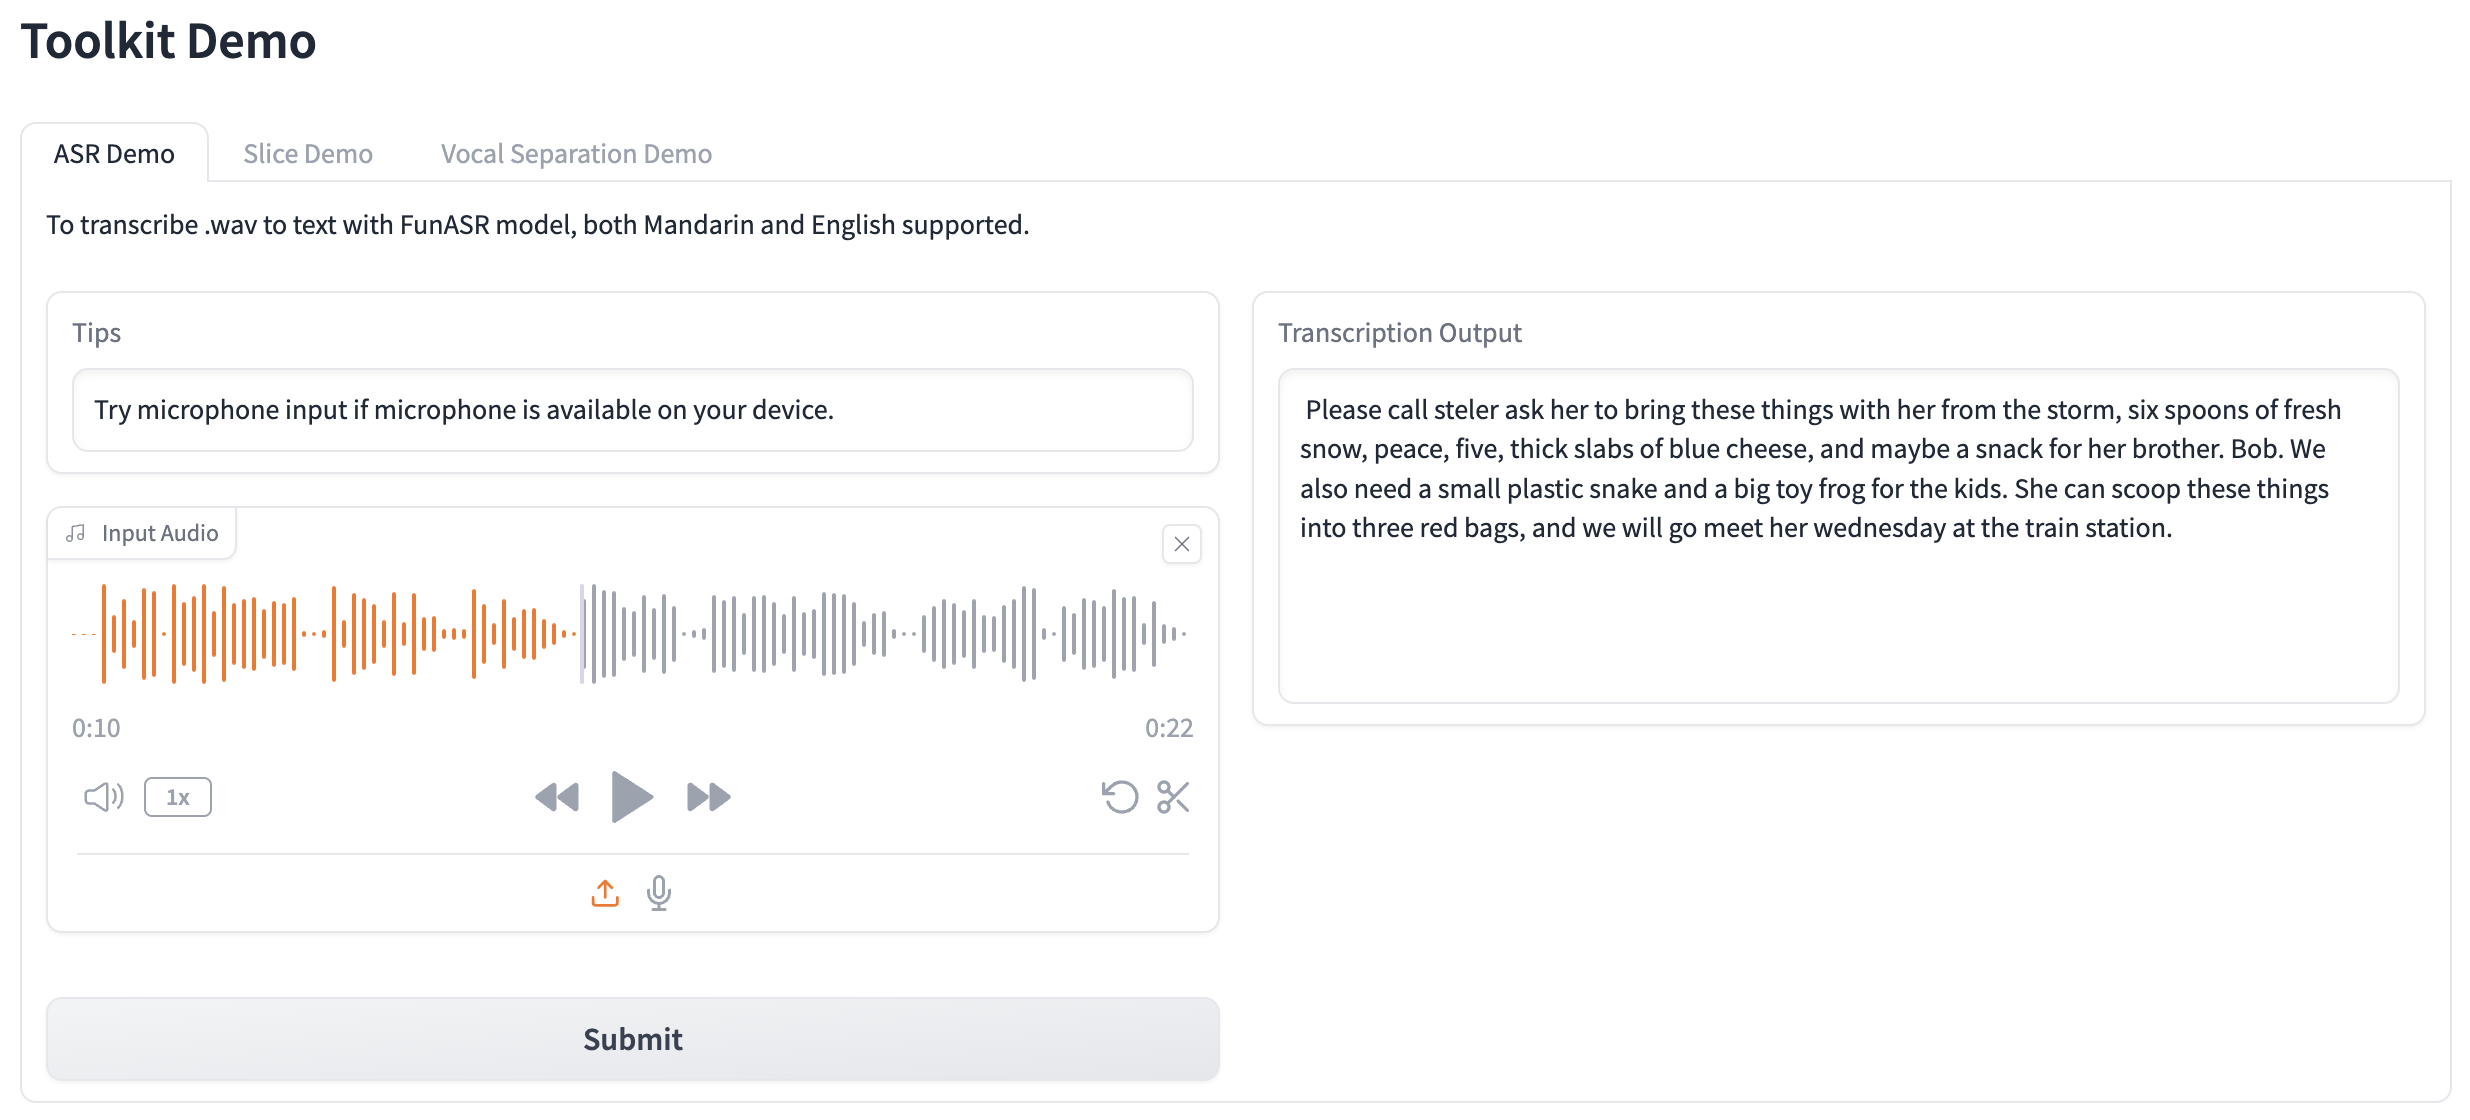 Toolkit Demo
ASR Demo
Slice Demo
Vocal Separation Demo
To transcribe .wav to text with FunASR model, both Mandarin and English supported.
Tips
Try microphone input if microphone is available on your device.
Input Audio
0:10
0:22
1x
Submit
Transcription Output
Please call steler ask her to bring these things with her from the storm, six spoons of fresh
snow, peace, five, thick slabs of blue cheese, and maybe a snack for her brother. Bob. We
also need a small plastic snake and a big toy frog for the kids. She can scoop these things
into three red bags, and we will go meet her wednesday at the train station.